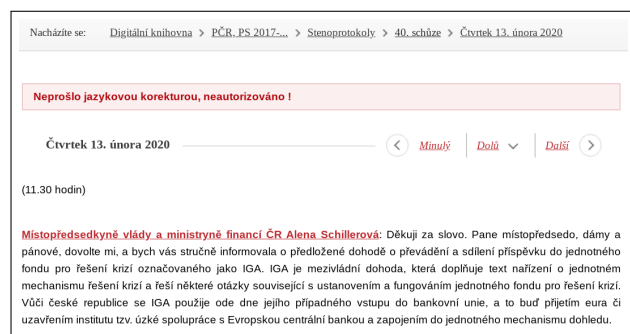 Nacházíte se: Digitální knihovna > PČR, PS 2017-... > Stenoprotokoly > 40. schůze > Čtvrtek 13. února 2020
Neprošlo jazykovou korekturou, neautorizováno !
Čtvrtek 13. února 2020 Minulý Dolů Další
(11.30 hodin)
Místopředsedkyně vlády a ministryně financí ČR Alena Schillerová: Děkuji za slovo. Pane místopředsedo, dámy a
pánové, dovolte mi, a bych vás stručně informovala o předložené dohodě o převádění a sdílení příspěvku do jednotného
fondu pro řešení krizí označovaného jako IGA. IGA je mezivládní dohoda, která doplňuje text nařízení o jednotném
mechanismu řešení krizí a řeší některé otázky související s ustanovením a fungováním jednotného fondu pro řešení krizí.
Vůči české republice se IGA použije ode dne jejího případného vstupu do bankovní unie, a to buď přijetím eura či
uzavřením institutu tzv. úzké spolupráce s Evropskou centrální bankou a zapojením do jednotného mechanismu dohledu.